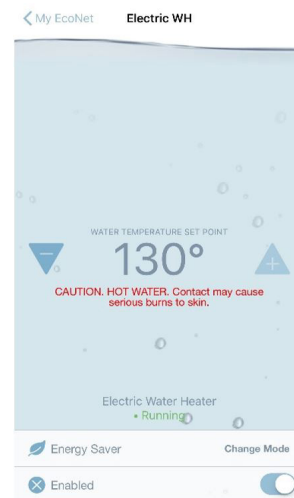 My EcoNet Electric WH
WATER TEMPERATURE SET POINT
130°
CAUTION. HOT WATER. Contact may cause
serious burns to skin.
Electric Water Heater
• Running
Energy Saver Change Mode
Enabled